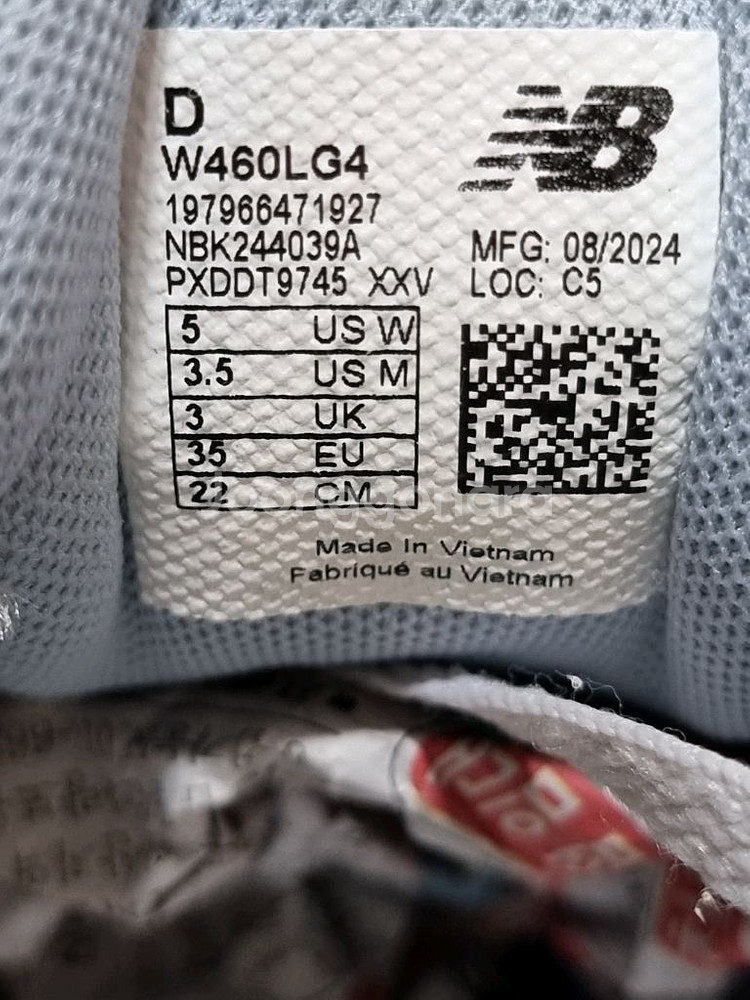 D
NB
W460LG4
197966471927
NBK244039A
MFG: 08/2024
PXDDT9745 XXV
LOC: C5
5 US W
3.5 US M
3 UK
35 EU
22 CM
Made In Vietnam
Fabriqué au Vietnam